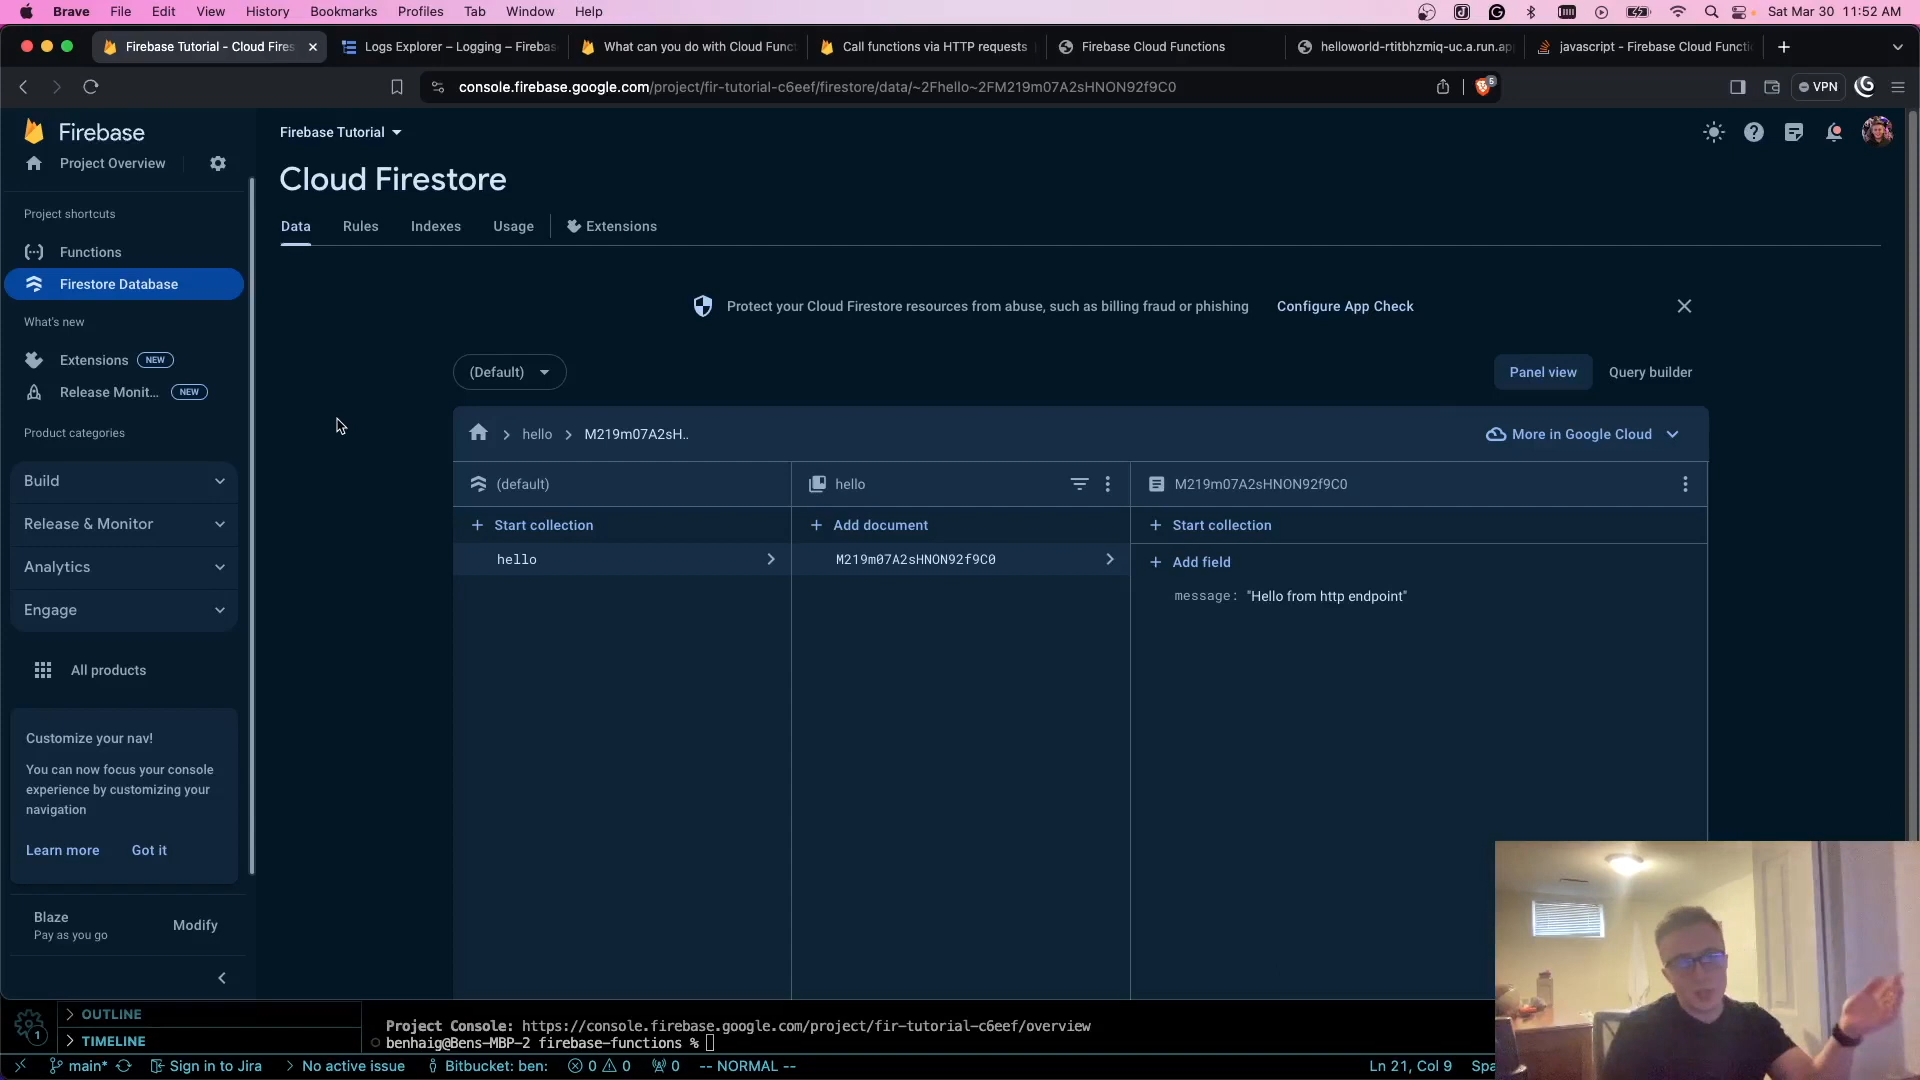 Brave File Edit View History Bookmarks Profiles Tab Window Help Sat Mar 30 11:52 AM
Firebase Tutorial - Cloud Fires Logs Explorer – Logging – Fireba What can you do with Cloud Func Call functions via HTTP requests Firebase Cloud Functions helloworld-rtitbhzmiq-uc.a.run.ap javascript - Firebase Cloud Functi
console.firebase.google.com/project/fir-tutorial-c6eef/firestore/data/~2Fhello~2FM219m07A2sHNON92f9C0 5 VPN
Firebase
Project Overview
Project shortcuts
Functions
Firestore Database
What's new
Extensions NEW
Release Monit... NEW
Product categories
Build
Release & Monitor
Analytics
Engage
All products
Customize your nav!
You can now focus your console
experience by customizing your
navigation
Learn more Got it
Blaze
Pay as you go
Modify
Firebase Tutorial
Cloud Firestore
Data Rules Indexes Usage Extensions
Protect your Cloud Firestore resources from abuse, such as billing fraud or phishing Configure App Check
(Default) Panel view Query builder
hello M219m07A2sH.. More in Google Cloud
(default) hello M219m07A2sHNON92f9C0
Start collection Add document Start collection
hello M219m07A2sHNON92f9C0 Add field
message: "Hello from http endpoint"
OUTLINE
TIMELINE
1
Project Console: https://console.firebase.google.com/project/fir-tutorial-c6eef/overview
benhaig@Bens-MBP-2 firebase-functions %
main* Sign in to Jira No active issue Bitbucket: ben: 0 0 0 -- NORMAL -- Ln 21, Col 9 Spa